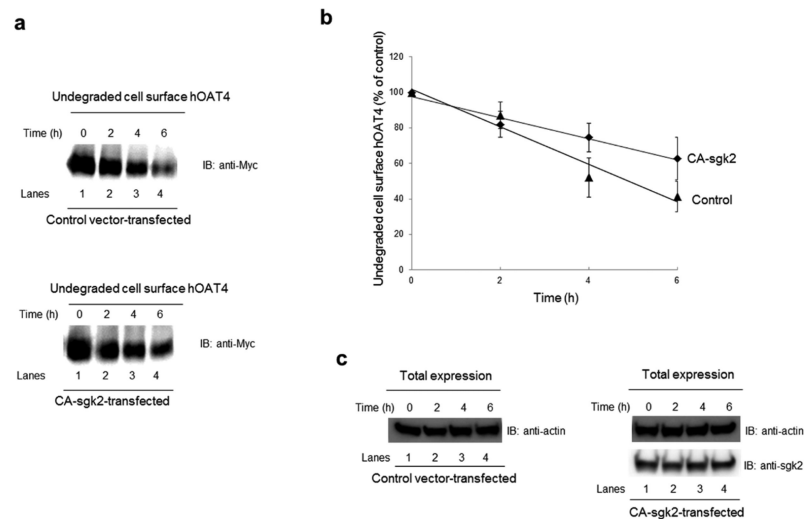 a
Undegraded cell surface hOAT4
Time (h) 0 2 4 6
IB: anti-Myc
Lanes 1 2 3 4
Control vector-transfected
Undegraded cell surface hOAT4
Time (h) 0 2 4 6
IB: anti-Myc
Lanes 1 2 3 4
CA-sgk2-transfected
b
Undegraded cell surface hOAT4 (% of control)
120
100
80
60
40
20
0
0 2 4 6
Time (h)
CA-sgk2
Control
c
Total expression
Time (h) 0 2 4 6
IB: anti-actin
Lanes 1 2 3 4
Control vector-transfected
Total expression
Time (h) 0 2 4 6
IB: anti-actin
IB: anti-sgk2
Lanes 1 2 3 4
CA-sgk2-transfected